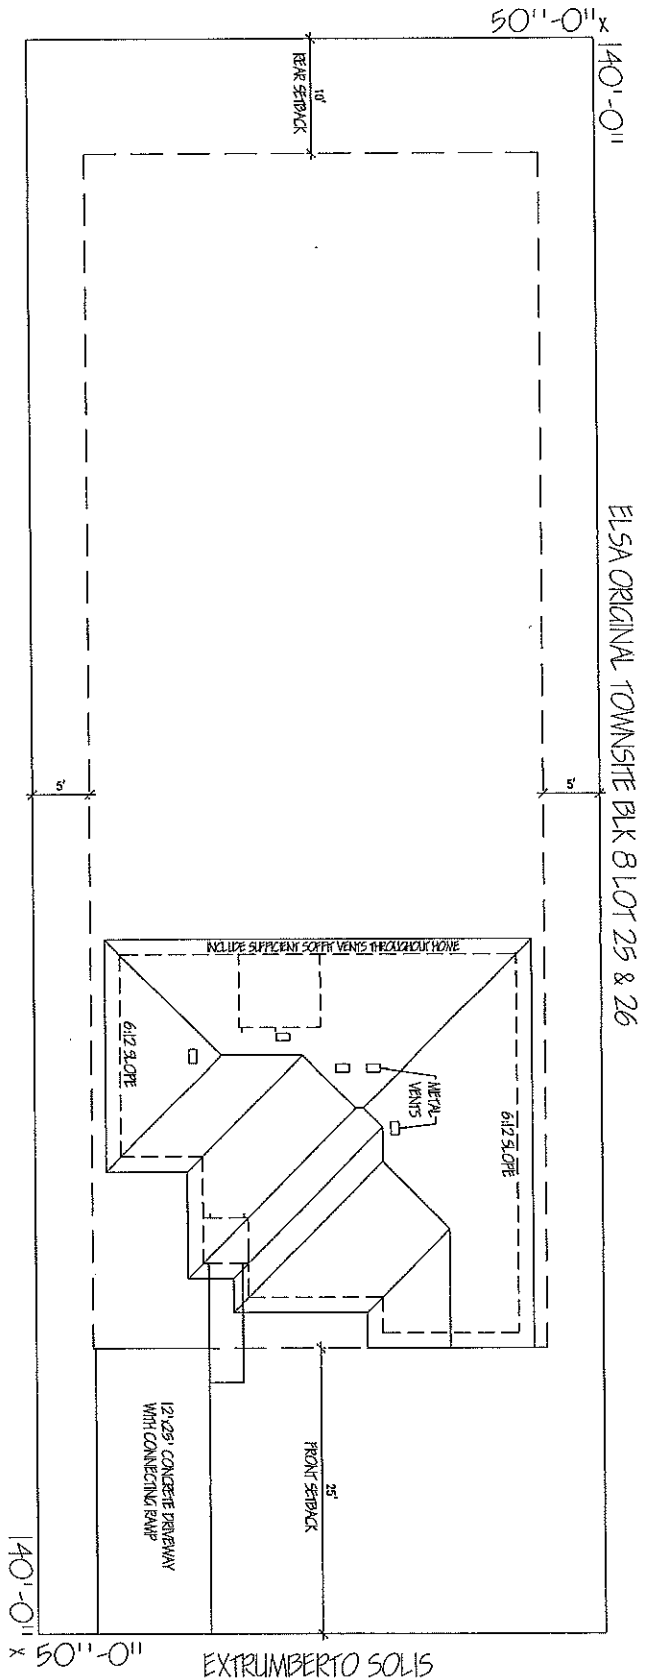 50''-0'' x
140'-0''
10'
REAR SETBACK
ELSA ORIGINAL TOWNSITE BLK 8 LOT 25 & 26
5'
5'
INCLUDE SUFFICIENT SOFFIT VENTS THROUGHOUT HOME
6:12 SLOPE
METAL
VENTS
6:12 SLOPE
25'
FRONT SETBACK
12'x25' CONCRETE DRIVEWAY
WITH CONNECTING RAMP
140'-0''
x 50''-0''
EXTRUMBERTO SOLIS